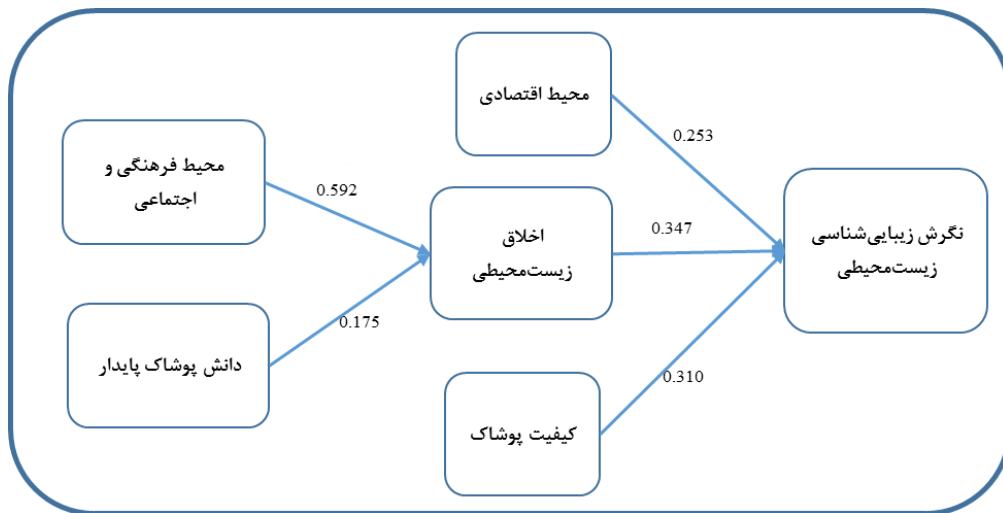 محیط اقتصادی
0.253
محیط فرهنگی و
اجتماعی
0.592
اخلاق
زیست‌محیطی
0.347
نگرش زیبایی‌شناسی
زیست‌محیطی
دانش پوشاک پایدار
0.175
کیفیت پوشاک
0.310